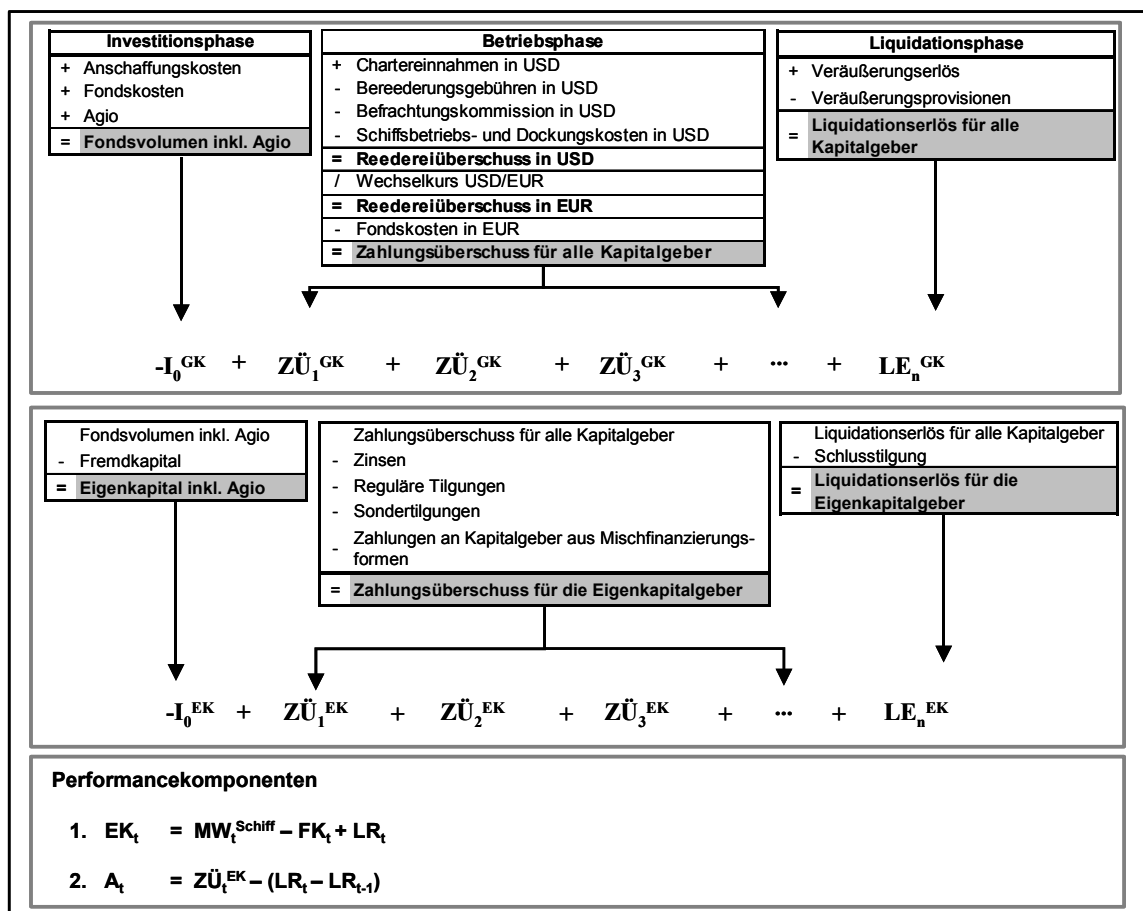 Investitionsphase
+ Anschaffungskosten
+ Fondskosten
+ Agio
= Fondsvolumen inkl. Agio
Betriebsphase
+ Chartereinnahmen in USD
- Bereederungsgebühren in USD
- Befrachtungskommission in USD
- Schiffsbetriebs- und Dockungskosten in USD
= Reedereiüberschuss in USD
/ Wechselkurs USD/EUR
= Reedereiüberschuss in EUR
- Fondskosten in EUR
= Zahlungsüberschuss für alle Kapitalgeber
Liquidationsphase
+ Veräußerungserlös
- Veräußerungsprovisionen
= Liquidationserlös für alle
Kapitalgeber
-I₀ᴳᴷ + ZÜ₁ᴳᴷ + ZÜ₂ᴳᴷ + ZÜ₃ᴳᴷ + ... + LEₙᴳᴷ
Fondsvolumen inkl. Agio
- Fremdkapital
= Eigenkapital inkl. Agio
Zahlungsüberschuss für alle Kapitalgeber
- Zinsen
- Reguläre Tilgungen
- Sondertilgungen
- Zahlungen an Kapitalgeber aus Mischfinanzierungs-
formen
= Zahlungsüberschuss für die Eigenkapitalgeber
Liquidationserlös für alle Kapitalgeber
- Schlusstilgung
= Liquidationserlös für die
Eigenkapitalgeber
-I₀ᴱᴷ + ZÜ₁ᴱᴷ + ZÜ₂ᴱᴷ + ZÜ₃ᴱᴷ + ... + LEₙᴱᴷ
Performancekomponenten
1. EKₜ = MWₜˢᶜʰⁱᶠᶠ – FKₜ + LRₜ
2. Aₜ = ZÜₜᴱᴷ – (LRₜ – LRₜ₋₁)